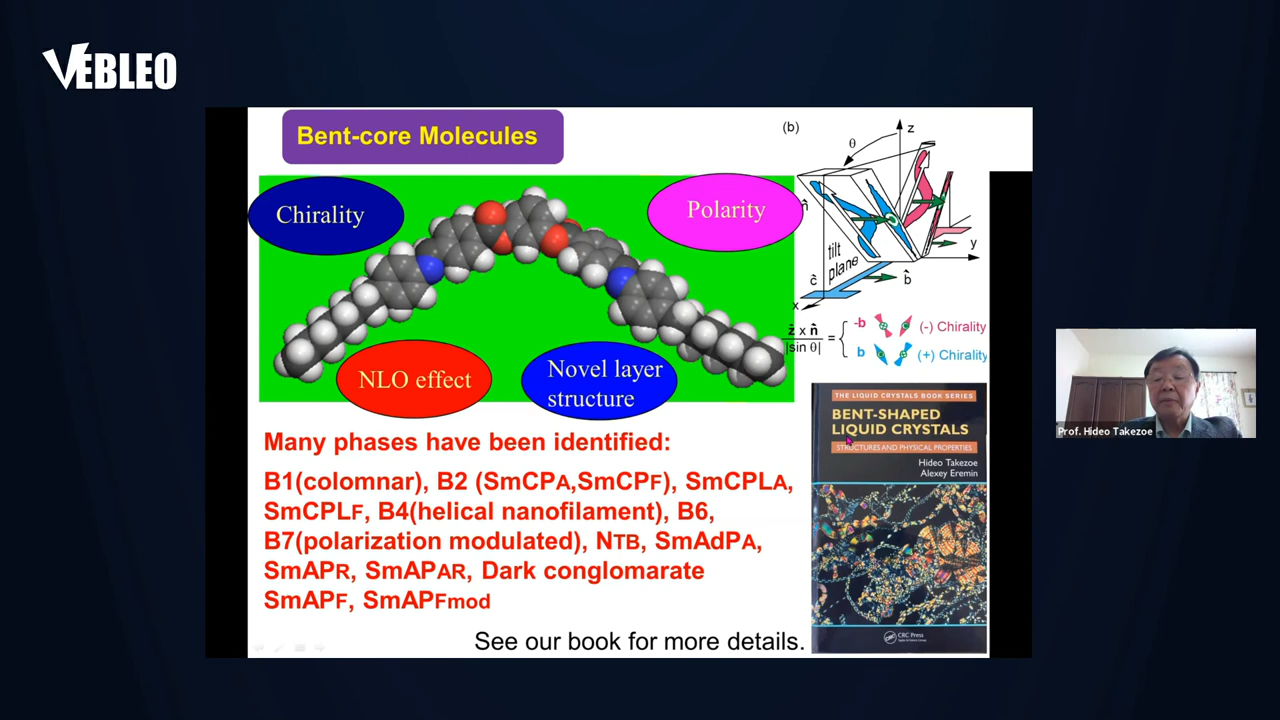 VEBLEO
Bent-core Molecules
Chirality
Polarity
NLO effect
Novel layer
structure
(b)
θ
z
n̂
tilt
plane
ĉ
b̂
y
x
z x n̂
|sin θ|
= {
-b
(-) Chirality
b
(+) Chirality
Many phases have been identified:
B1(colomnar), B2 (SmCPA,SmCPF), SmCPLA,
SmCPLF, B4(helical nanofilament), B6,
B7(polarization modulated), NTB, SmAdPA,
SmAPR, SmAPAR, Dark conglomarate
SmAPF, SmAPFmod
See our book for more details.
THE LIQUID CRYSTALS BOOK SERIES
BENT-SHAPED
LIQUID CRYSTALS
STRUCTURES AND PHYSICAL PROPERTIES
Hideo Takezoe
Alexey Eremin
CRC Press
Prof. Hideo Takezoe